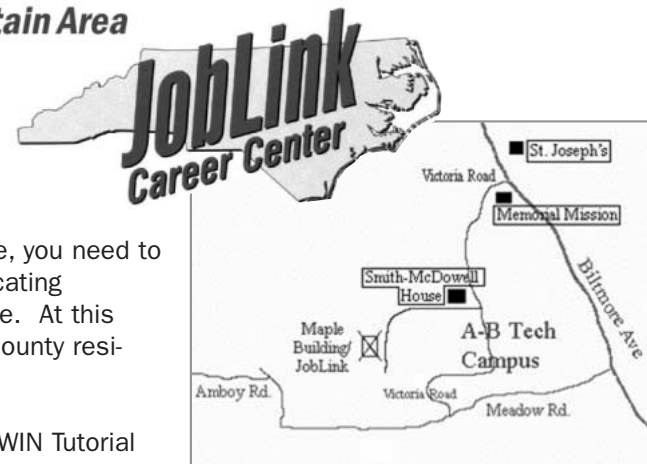 tain Area
JobLink
Career Center
e, you need to
cating
e. At this
ounty resi-
WIN Tutorial
St. Joseph's
Victoria Road
Memorial Mission
Smith-McDowell
House
Biltmore Ave
Maple
Building/
JobLink
A-B Tech
Campus
Amboy Rd.
Victoria Road
Meadow Rd.